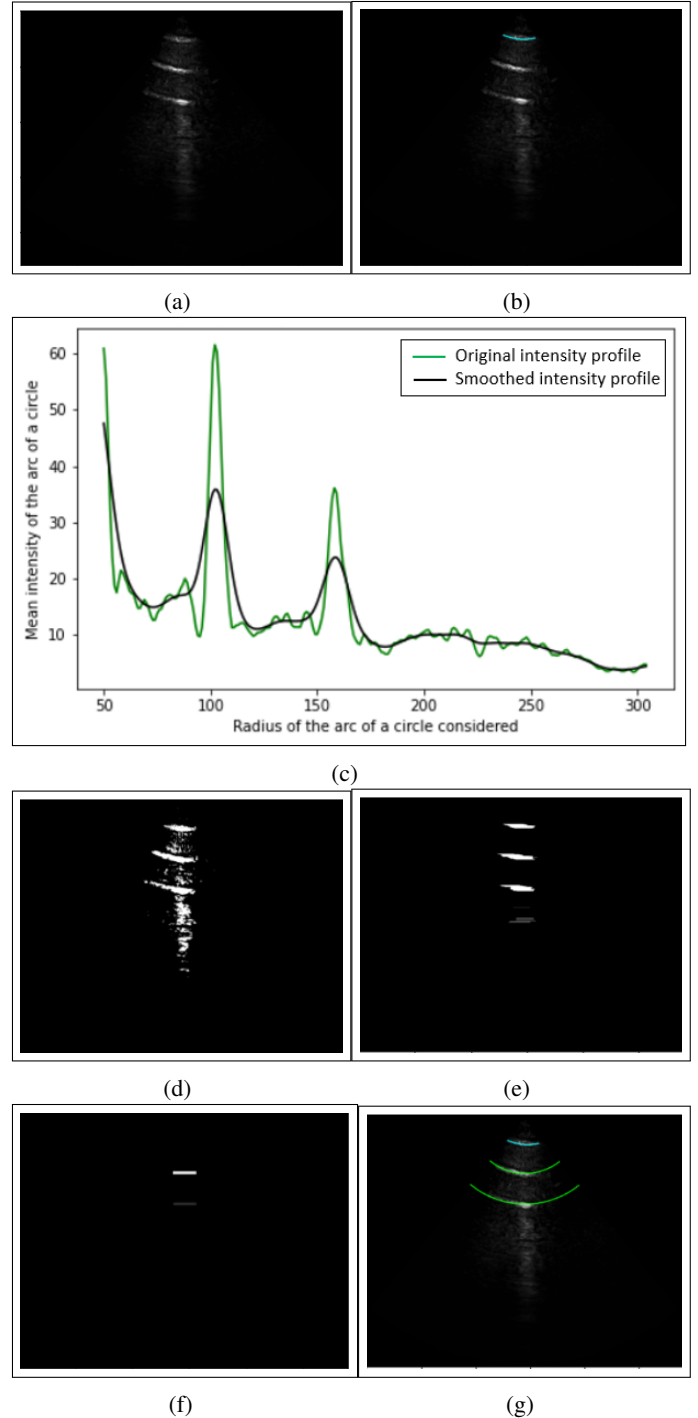 (a)
(b)
Original intensity profile
Smoothed intensity profile
Mean intensity of the arc of a circle
60
50
40
30
20
10
50
100
150
200
250
300
Radius of the arc of a circle considered
(c)
(d)
(e)
(f)
(g)